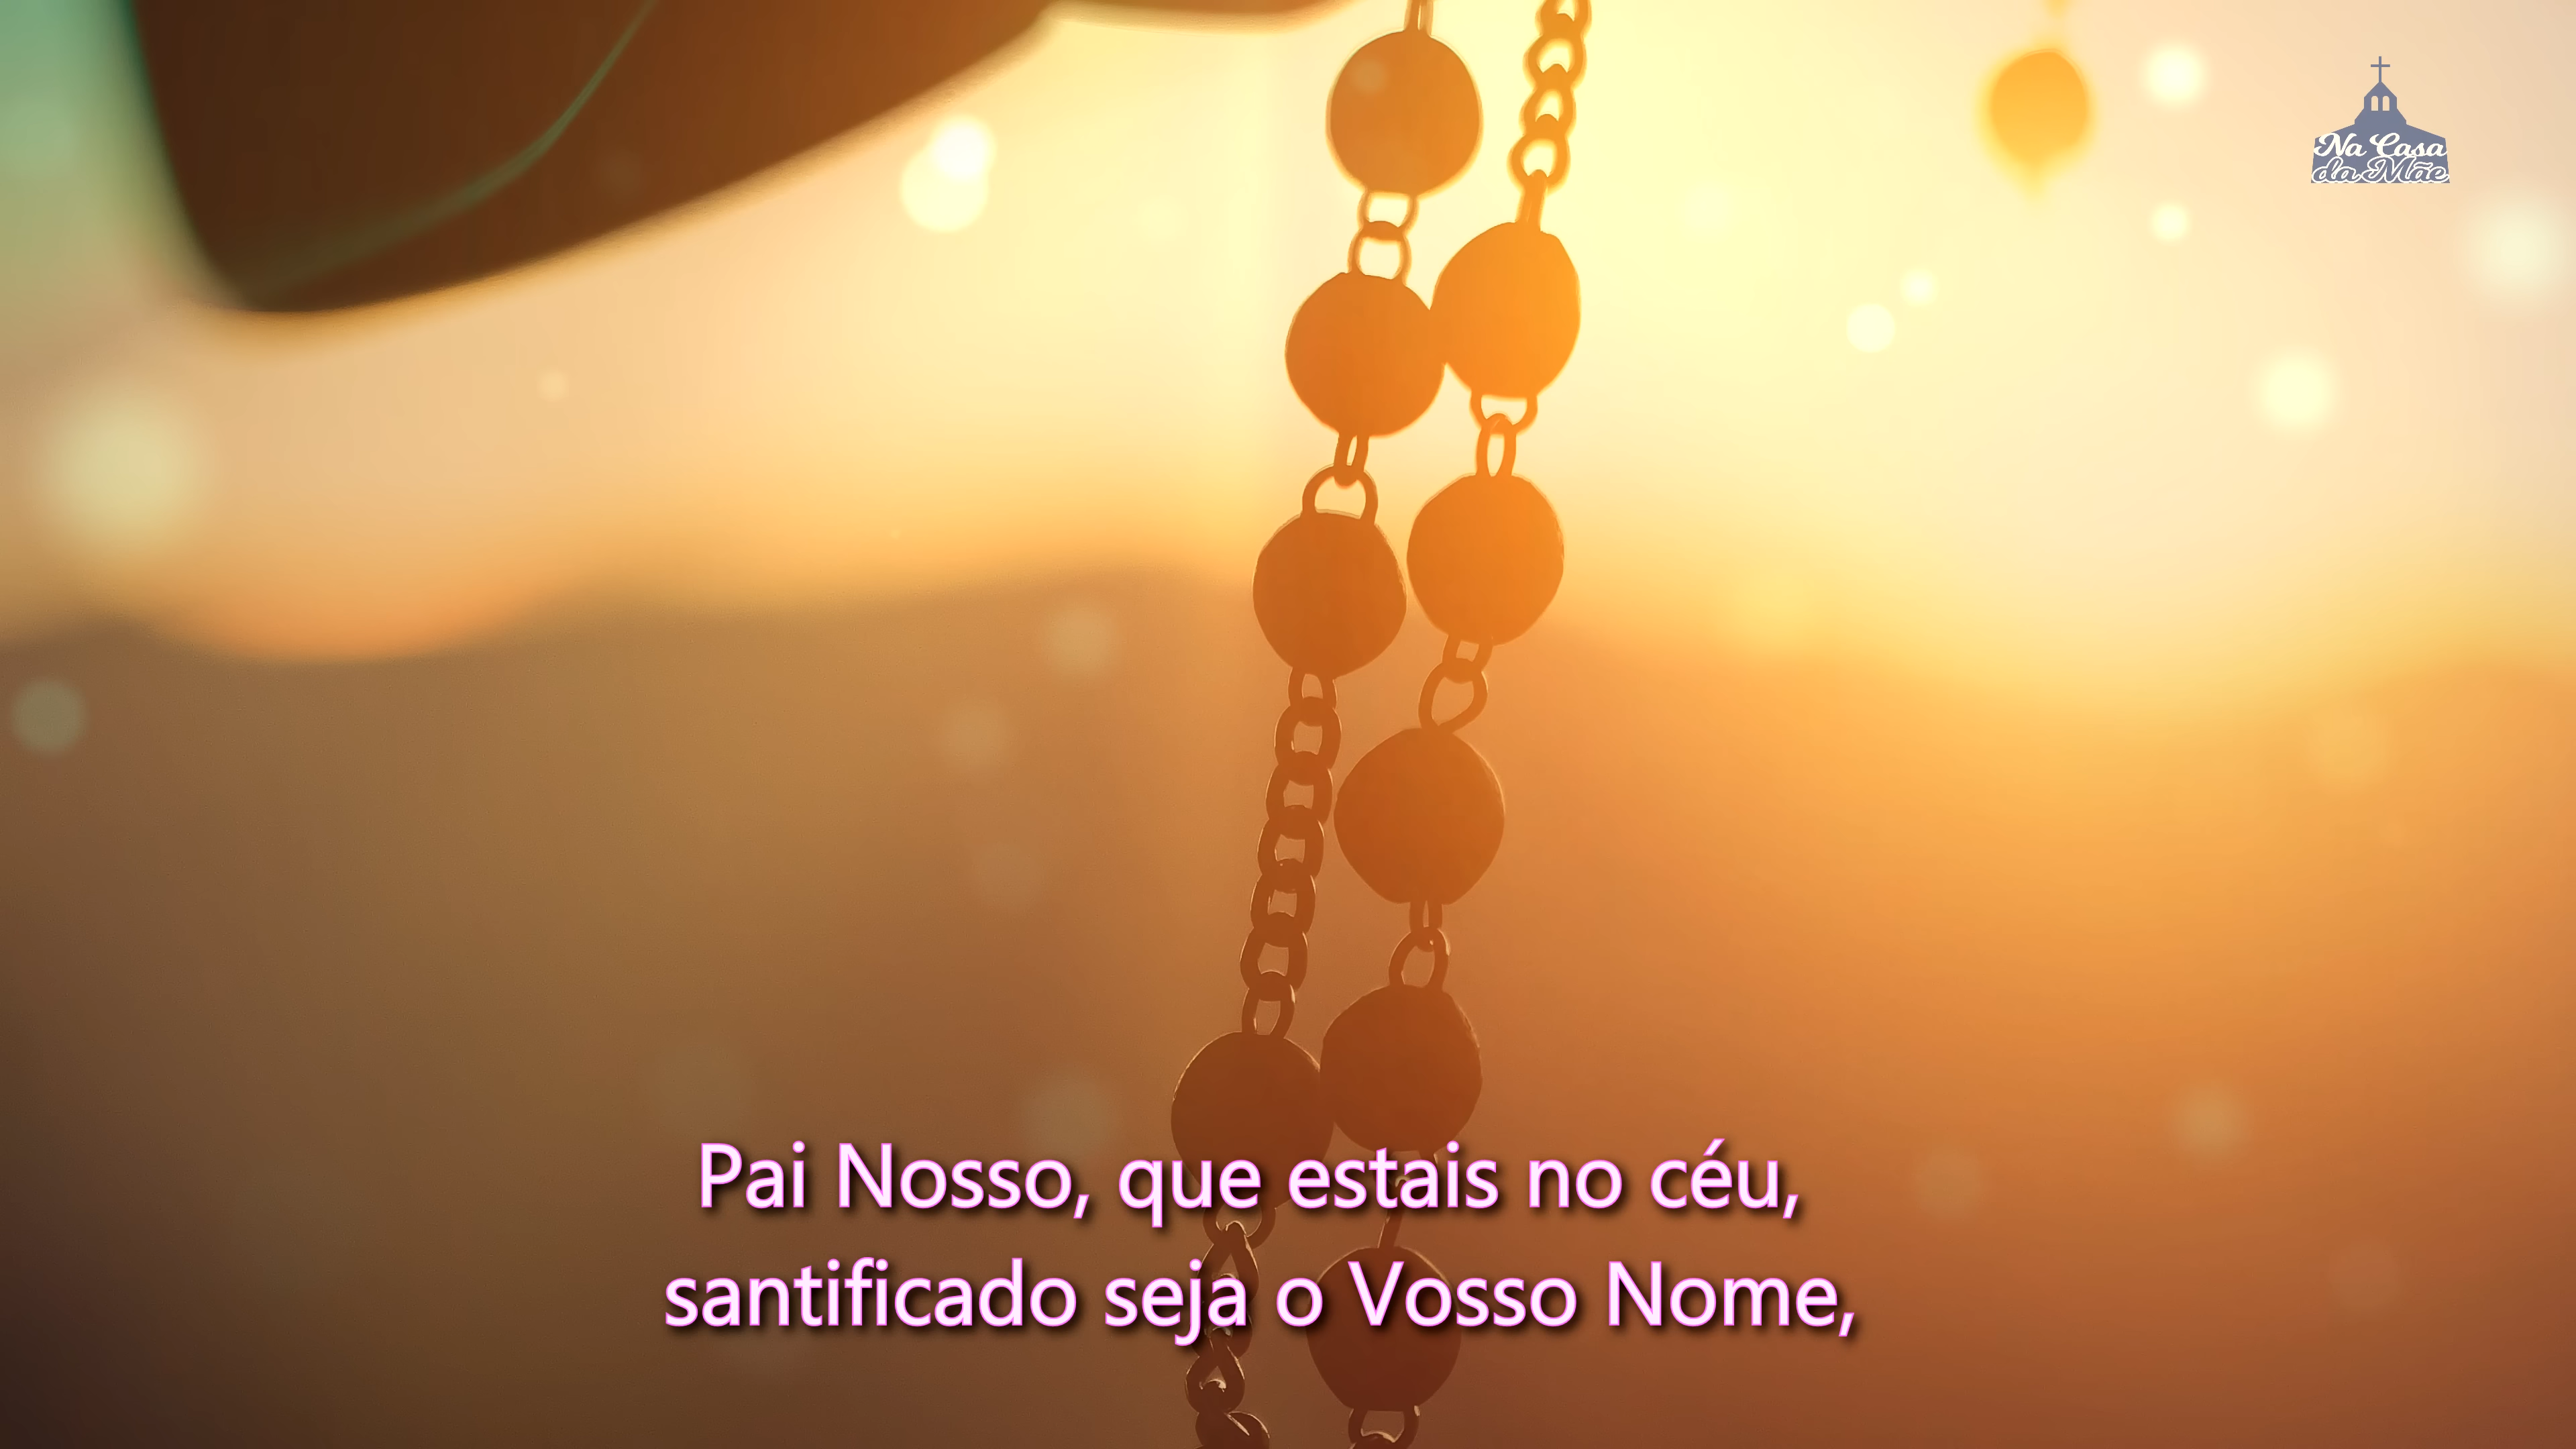 Na Casa
da Mãe
Pai Nosso, que estais no céu,
santificado seja o Vosso Nome,